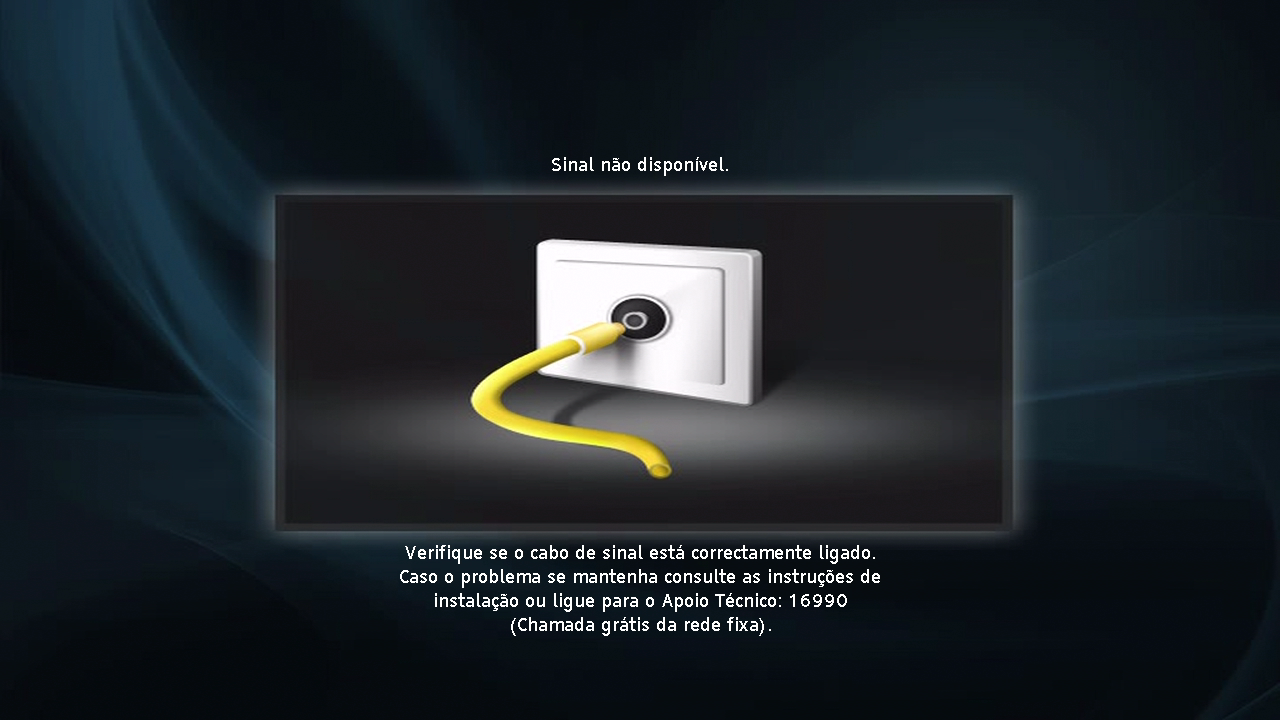 Sinal não disponível.
Verifique se o cabo de sinal está correctamente ligado.
Caso o problema se mantenha consulte as instruções de
instalação ou ligue para o Apoio Técnico: 16990
(Chamada grátis da rede fixa).